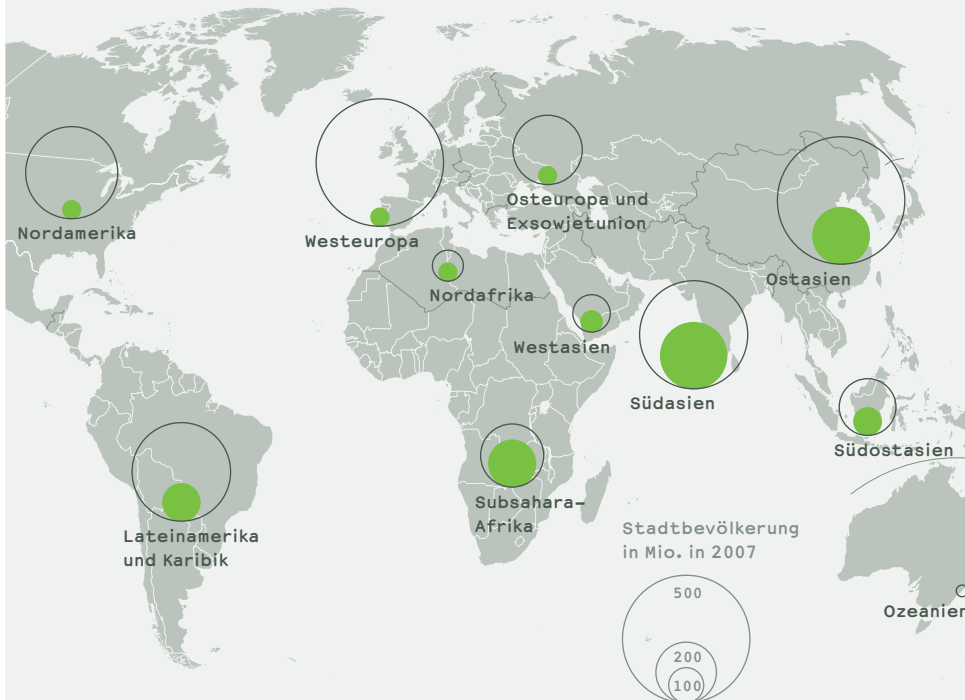 Nordamerika
Westeuropa
Osteuropa und
Exsowjetunion
Ostasien
Nordafrika
Westasien
Südasien
Südostasien
Subsahara-
Afrika
Lateinamerika
und Karibik
Stadtbevölkerung
in Mio. in 2007
500
200
100
Ozeanien